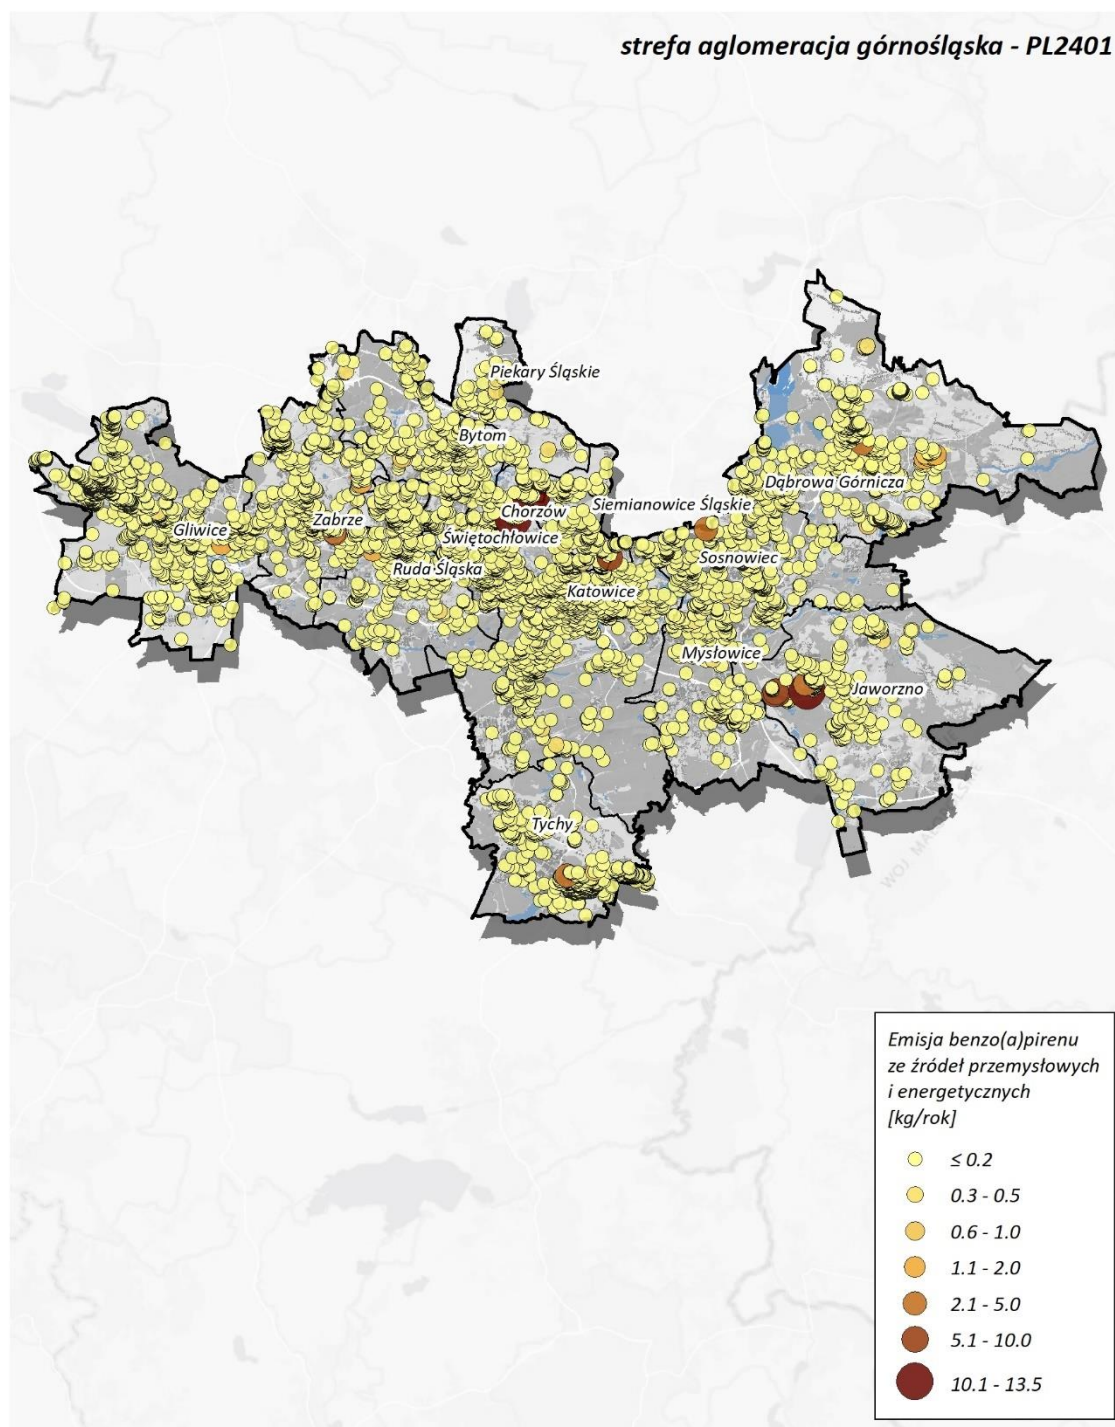 strefa aglomeracja górnośląska - PL2401
Piekary Śląskie
Bytom
Siemianowice Śląskie
Dąbrowa Górnicza
Chorzów
Zabrze
Gliwice
Świętochłowice
Sosnowiec
Ruda Śląska
Katowice
Mysłowice
Jaworzno
Tychy
Emisja benzo(a)pirenu
ze źródeł przemysłowych
i energetycznych
[kg/rok]
≤ 0.2
0.3 - 0.5
0.6 - 1.0
1.1 - 2.0
2.1 - 5.0
5.1 - 10.0
10.1 - 13.5